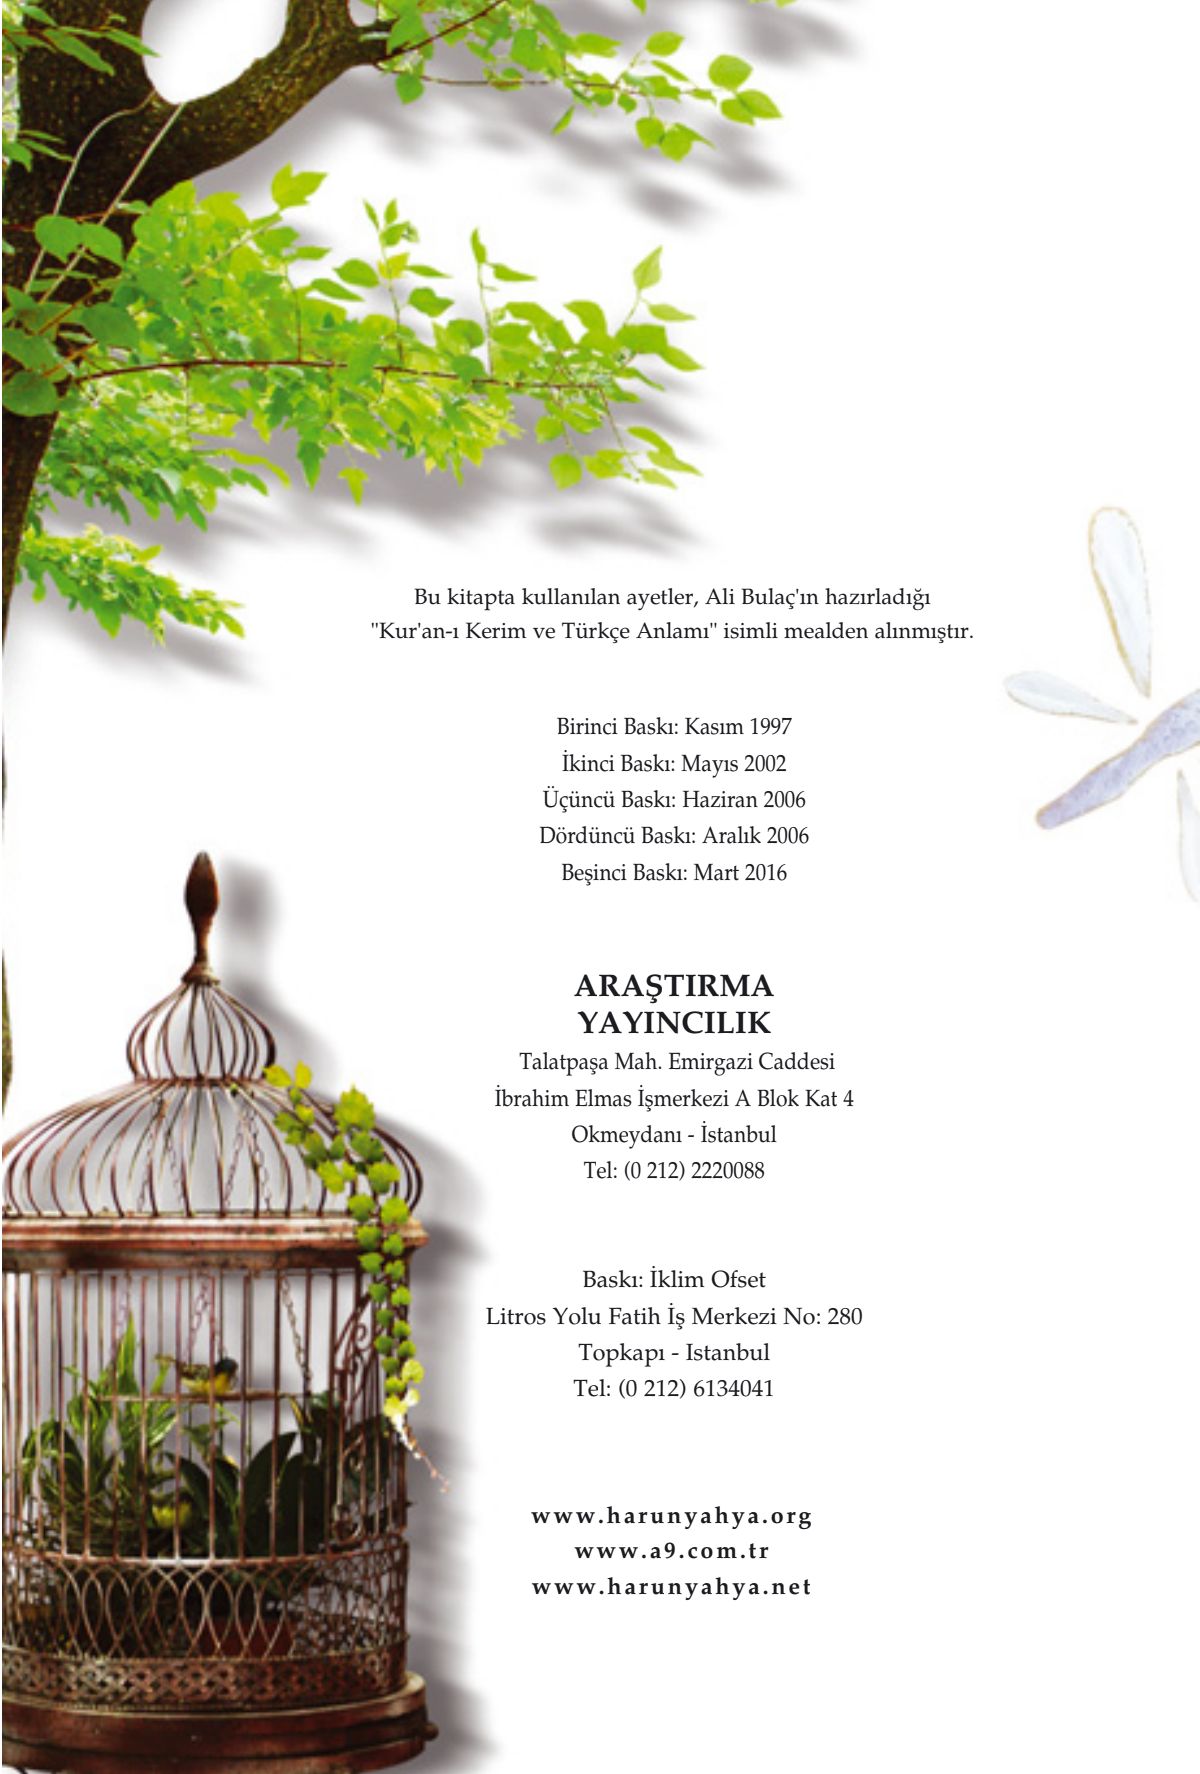 Bu kitapta kullanılan ayetler, Ali Bulaç'ın hazırladığı
"Kur'an-ı Kerim ve Türkçe Anlamı" isimli mealden alınmıştır.
Birinci Baskı: Kasım 1997
İkinci Baskı: Mayıs 2002
Üçüncü Baskı: Haziran 2006
Dördüncü Baskı: Aralık 2006
Beşinci Baskı: Mart 2016
ARAŞTIRMA
YAYINCILIK
Talatpaşa Mah. Emirgazi Caddesi
İbrahim Elmas İşmerkezi A Blok Kat 4
Okmeydanı - İstanbul
Tel: (0 212) 2220088
Baskı: İklim Ofset
Litros Yolu Fatih İş Merkezi No: 280
Topkapı - Istanbul
Tel: (0 212) 6134041
www.harunyahya.org
www.a9.com.tr
www.harunyahya.net